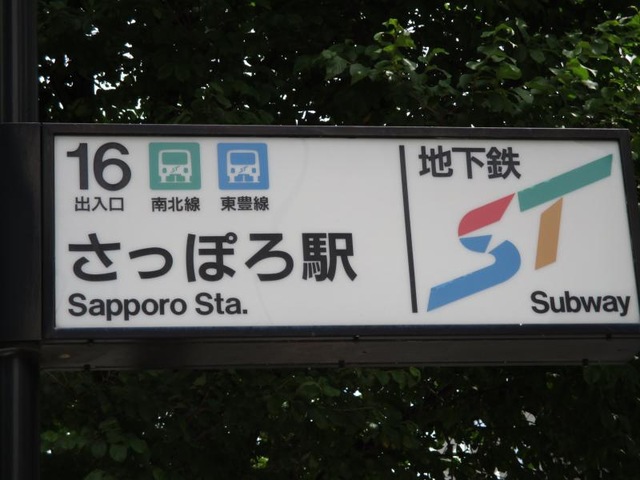 16
出入口 南北線 東豊線
さっぽろ駅
Sapporo Sta.
地下鉄
ST
Subway